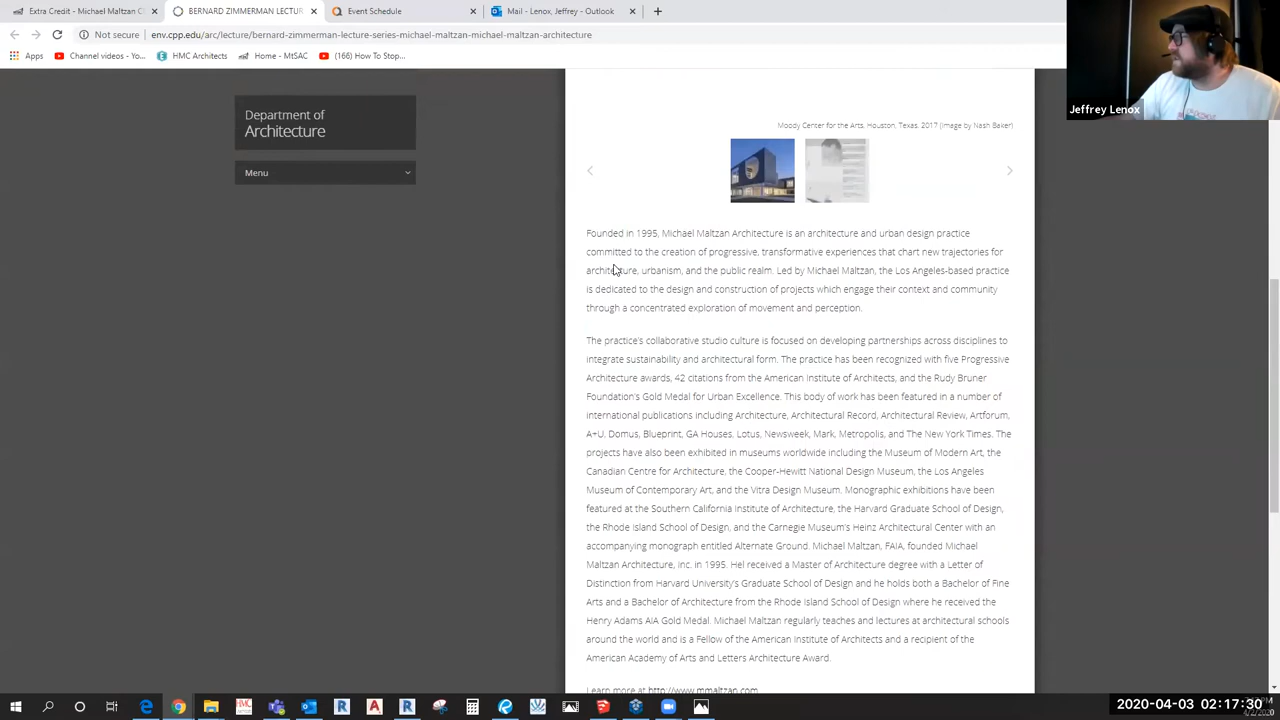 Extra Credit - Michael Maltzan C
BERNARD ZIMMERMAN LECTUR
Event Schedule
Mail - Lenox, Jeffrey - Outlook
Not secure
env.cpp.edu/arc/lecture/bernard-zimmerman-lecture-series-michael-maltzan-michael-maltzan-architecture
Apps
Channel videos - Yo...
HMC Architects
Home - MtSAC
(166) How To Stop...
Jeffrey Lenox
Department of
Architecture
Menu
Moody Center for the Arts, Houston, Texas, 2017 (image by Nash Baker)
Founded in 1995, Michael Maltzan Architecture is an architecture and urban design practice
committed to the creation of progressive, transformative experiences that chart new trajectories for
architecture, urbanism, and the public realm. Led by Michael Maltzan, the Los Angeles-based practice
is dedicated to the design and construction of projects which engage their context and community
through a concentrated exploration of movement and perception.
The practice's collaborative studio culture is focused on developing partnerships across disciplines to
integrate sustainability and architectural form. The practice has been recognized with five Progressive
Architecture awards, 42 citations from the American Institute of Architects, and the Rudy Bruner
Foundation's Gold Medal for Urban Excellence. This body of work has been featured in a number of
international publications including Architecture, Architectural Record, Architectural Review, Artforum,
A+U, Domus, Blueprint, GA Houses. Lotus, Newsweek, Mark, Metropolis, and The New York Times. The
projects have also been exhibited in museums worldwide including the Museum of Modern Art, the
Canadian Centre for Architecture, the Cooper-Hewitt National Design Museum, the Los Angeles
Museum of Contemporary Art, and the Vitra Design Museum. Monographic exhibitions have been
featured at the Southern California Institute of Architecture, the Harvard Graduate School of Design,
the Rhode Island School of Design, and the Carnegie Museum's Heinz Architectural Center with an
accompanying monograph entitled Alternate Ground. Michael Maltzan, FAIA, founded Michael
Maltzan Architecture, inc. in 1995. Hel received a Master of Architecture degree with a Letter of
Distinction from Harvard University's Graduate School of Design and he holds both a Bachelor of Fine
Arts and a Bachelor of Architecture from the Rhode Island School of Design where he received the
Henry Adams AIA Gold Medal. Michael Maltzan regularly teaches and lectures at architectural schools
around the world and is a Fellow of the American Institute of Architects and a recipient of the
American Academy of Arts and Letters Architecture Award.
Learn more at http://www.mmaltzan.com
2020-04-03 02:17:30